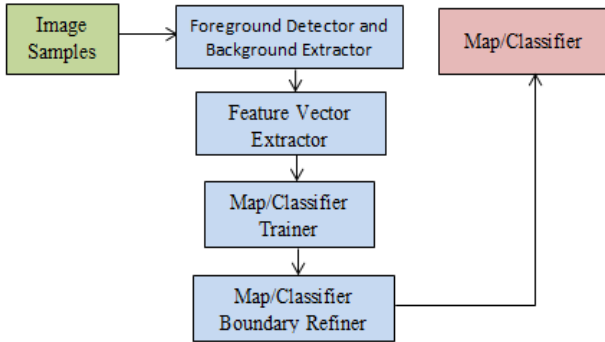 Image
Samples
Foreground Detector and
Background Extractor
Map/Classifier
Feature Vector
Extractor
Map/Classifier
Trainer
Map/Classifier
Boundary Refiner